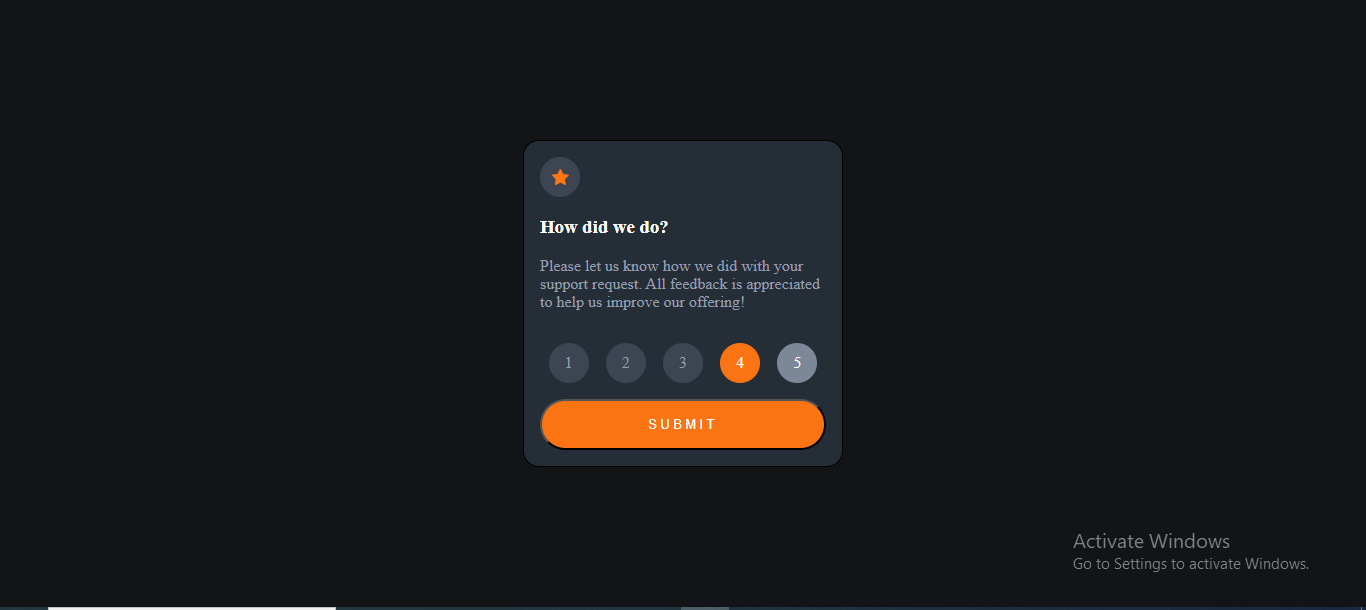 How did we do?
Please let us know how we did with your
support request. All feedback is appreciated
to help us improve our offering!
1 2 3 4 5
SUBMIT
Activate Windows
Go to Settings to activate Windows.